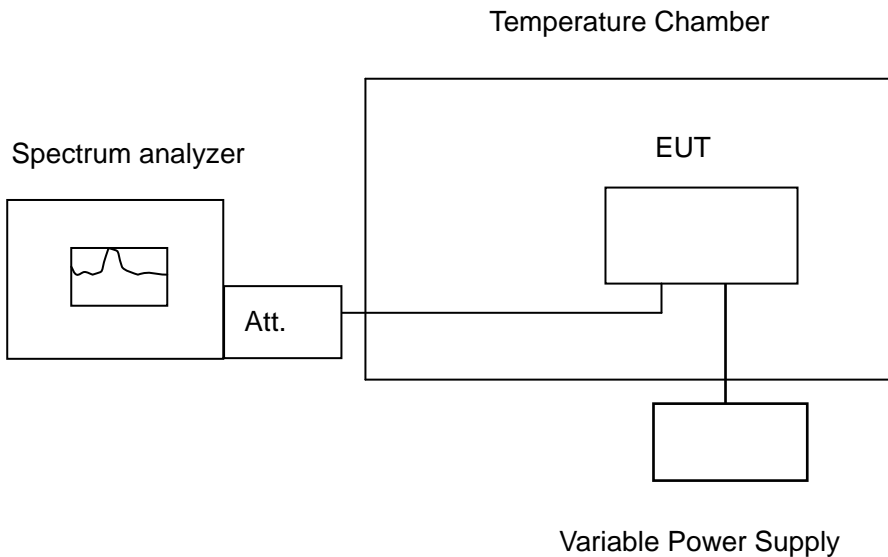 Temperature Chamber
Spectrum analyzer
EUT
Att.
Variable Power Supply